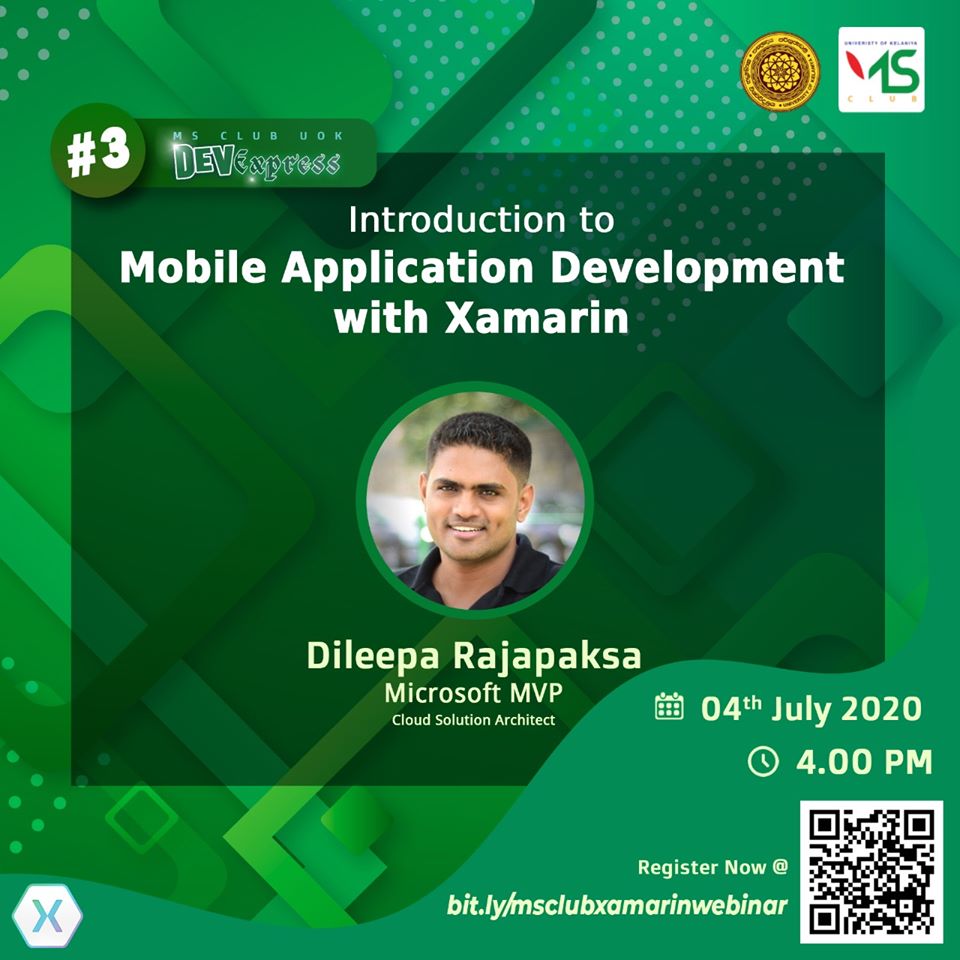 UNIVERISTY OF KELANIYA
MS
CLUB
#3
MS CLUB UOK
DEVExpress
Introduction to
Mobile Application Development
with Xamarin
Dileepa Rajapaksa
Microsoft MVP
Cloud Solution Architect
04th July 2020
4.00 PM
Register Now @
bit.ly/msclubxamarinwebinar